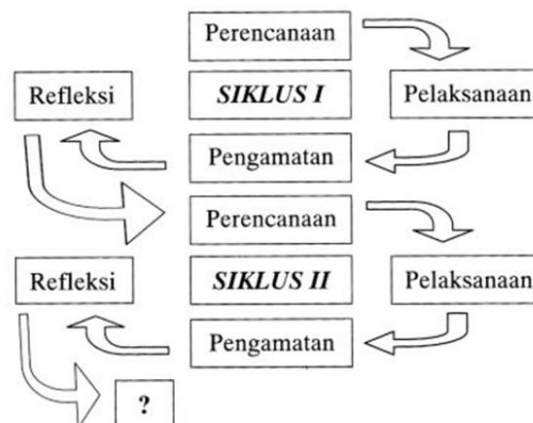 Perencanaan
Refleksi
SIKLUS I
Pelaksanaan
Pengamatan
Perencanaan
Refleksi
SIKLUS II
Pelaksanaan
Pengamatan
?